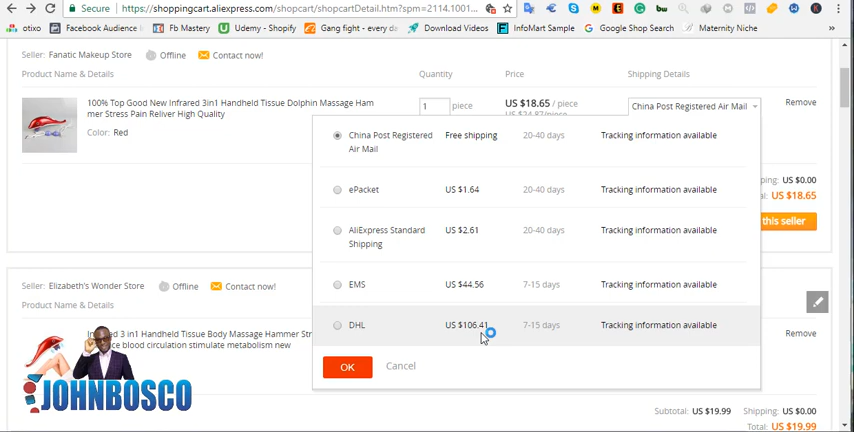 Secure | https://shoppingcart.aliexpress.com/shopcart/shopcartDetail.htm?spm=2114.1001
otixo Facebook Audience Fb Mastery Udemy - Shopify Gang fight - every d Download Videos InfoMart Sample Google Shop Search Maternity Niche
Seller: Fanatic Makeup Store Offline Contact now!
Product Name & Details Quantity Price Shipping Details
100% Top Good New Infrared 3in1 Handheld Tissue Dolphin Massage Ham
mer Stress Pain Reliver High Quality
Color: Red
1 piece
US $18.65 / piece
US $24.87 / piece
China Post Registered Air Mail
Remove
China Post Registered
Air Mail
Free shipping 20-40 days Tracking information available
ePacket US $1.64 20-40 days Tracking information available
AliExpress Standard
Shipping
US $2.61 20-40 days Tracking information available
EMS US $44.56 7-15 days Tracking information available
DHL US $106.41 7-15 days Tracking information available
OK Cancel
US $0.00
US $18.65
this seller
Seller: Elizabeth's Wonder Store Offline Contact now!
Product Name & Details
3 in 1 Handheld Tissue Body Massage Hammer
blood circulation stimulate metabolism new
Remove
JOHNBOSCO
Subtotal: US $19.99 Shipping: US $0.00
Total: US $19.99